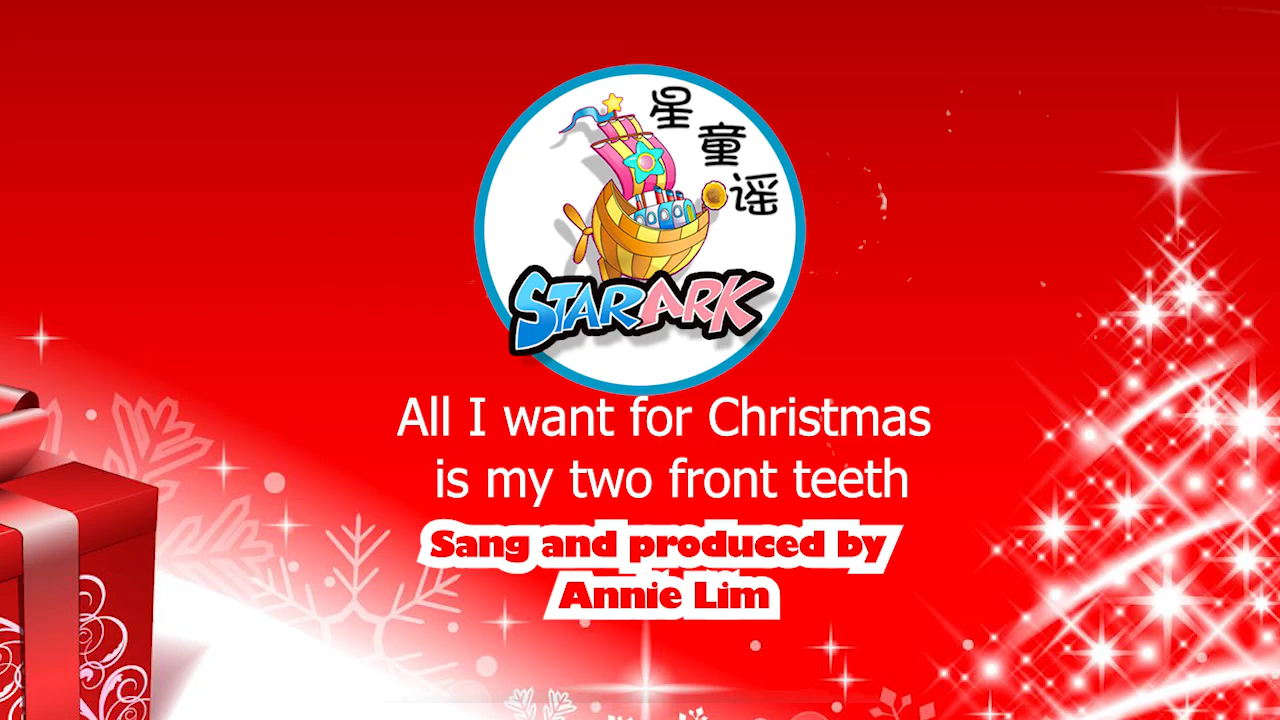 星童谣
STARARK
All I want for Christmas
is my two front teeth
Sang and produced by
Annie Lim